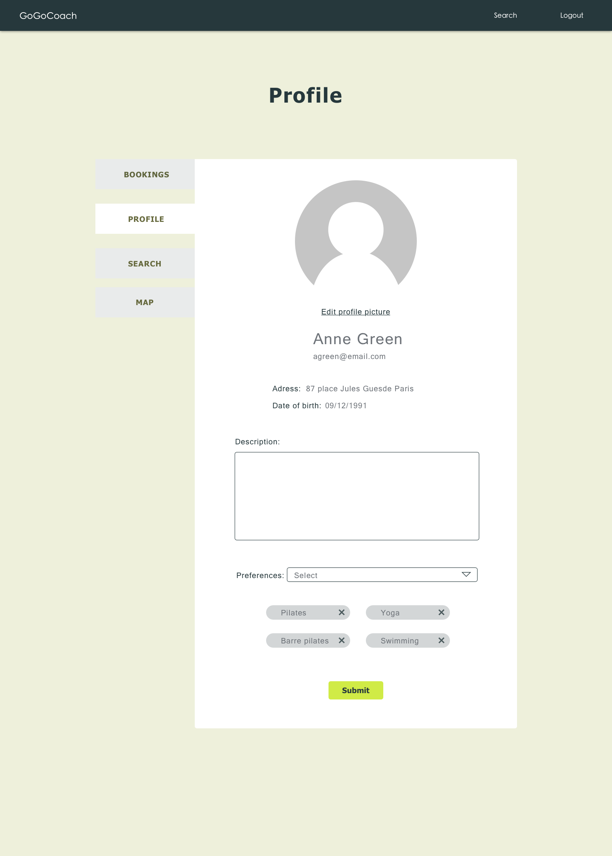 GoGoCoach
Search
Logout
Profile
BOOKINGS
PROFILE
SEARCH
MAP
Edit profile picture
Anne Green
agreen@email.com
Adress: 87 place Jules Guesde Paris
Date of birth: 09/12/1991
Description:
Preferences: Select
Pilates ✕ Yoga ✕
Barre pilates ✕ Swimming ✕
Submit